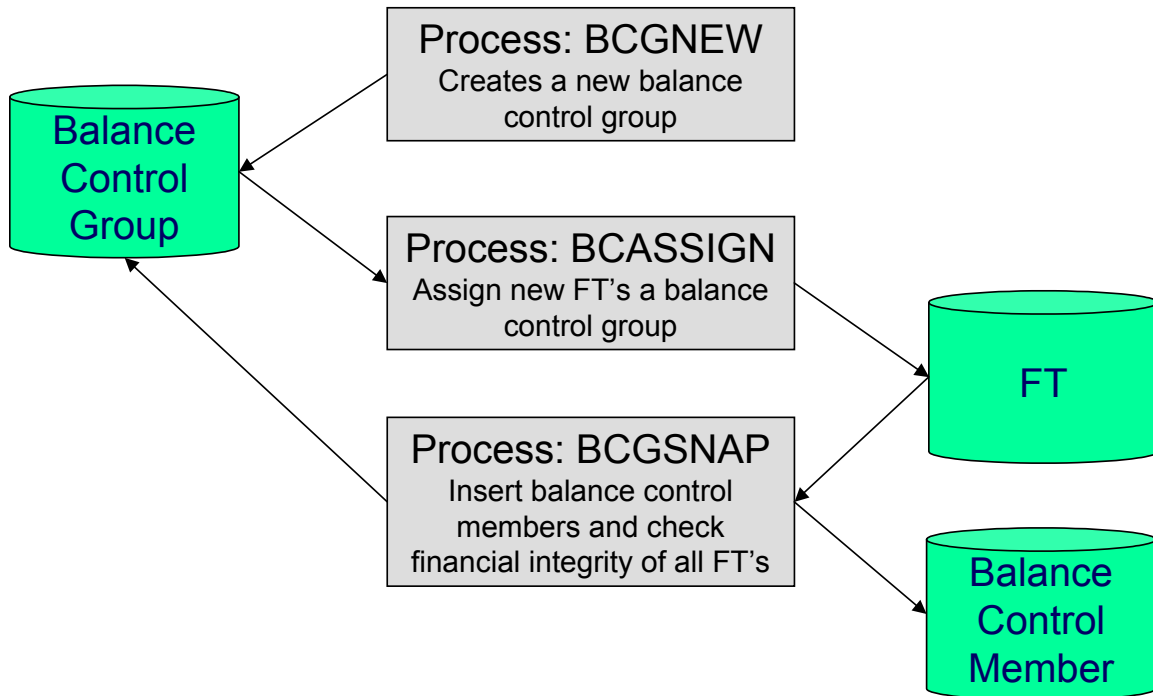 Process: BCGNEW
Creates a new balance
control group
Balance
Control
Group
Process: BCASSIGN
Assign new FT’s a balance
control group
FT
Process: BCGSNAP
Insert balance control
members and check
financial integrity of all FT’s
Balance
Control
Member